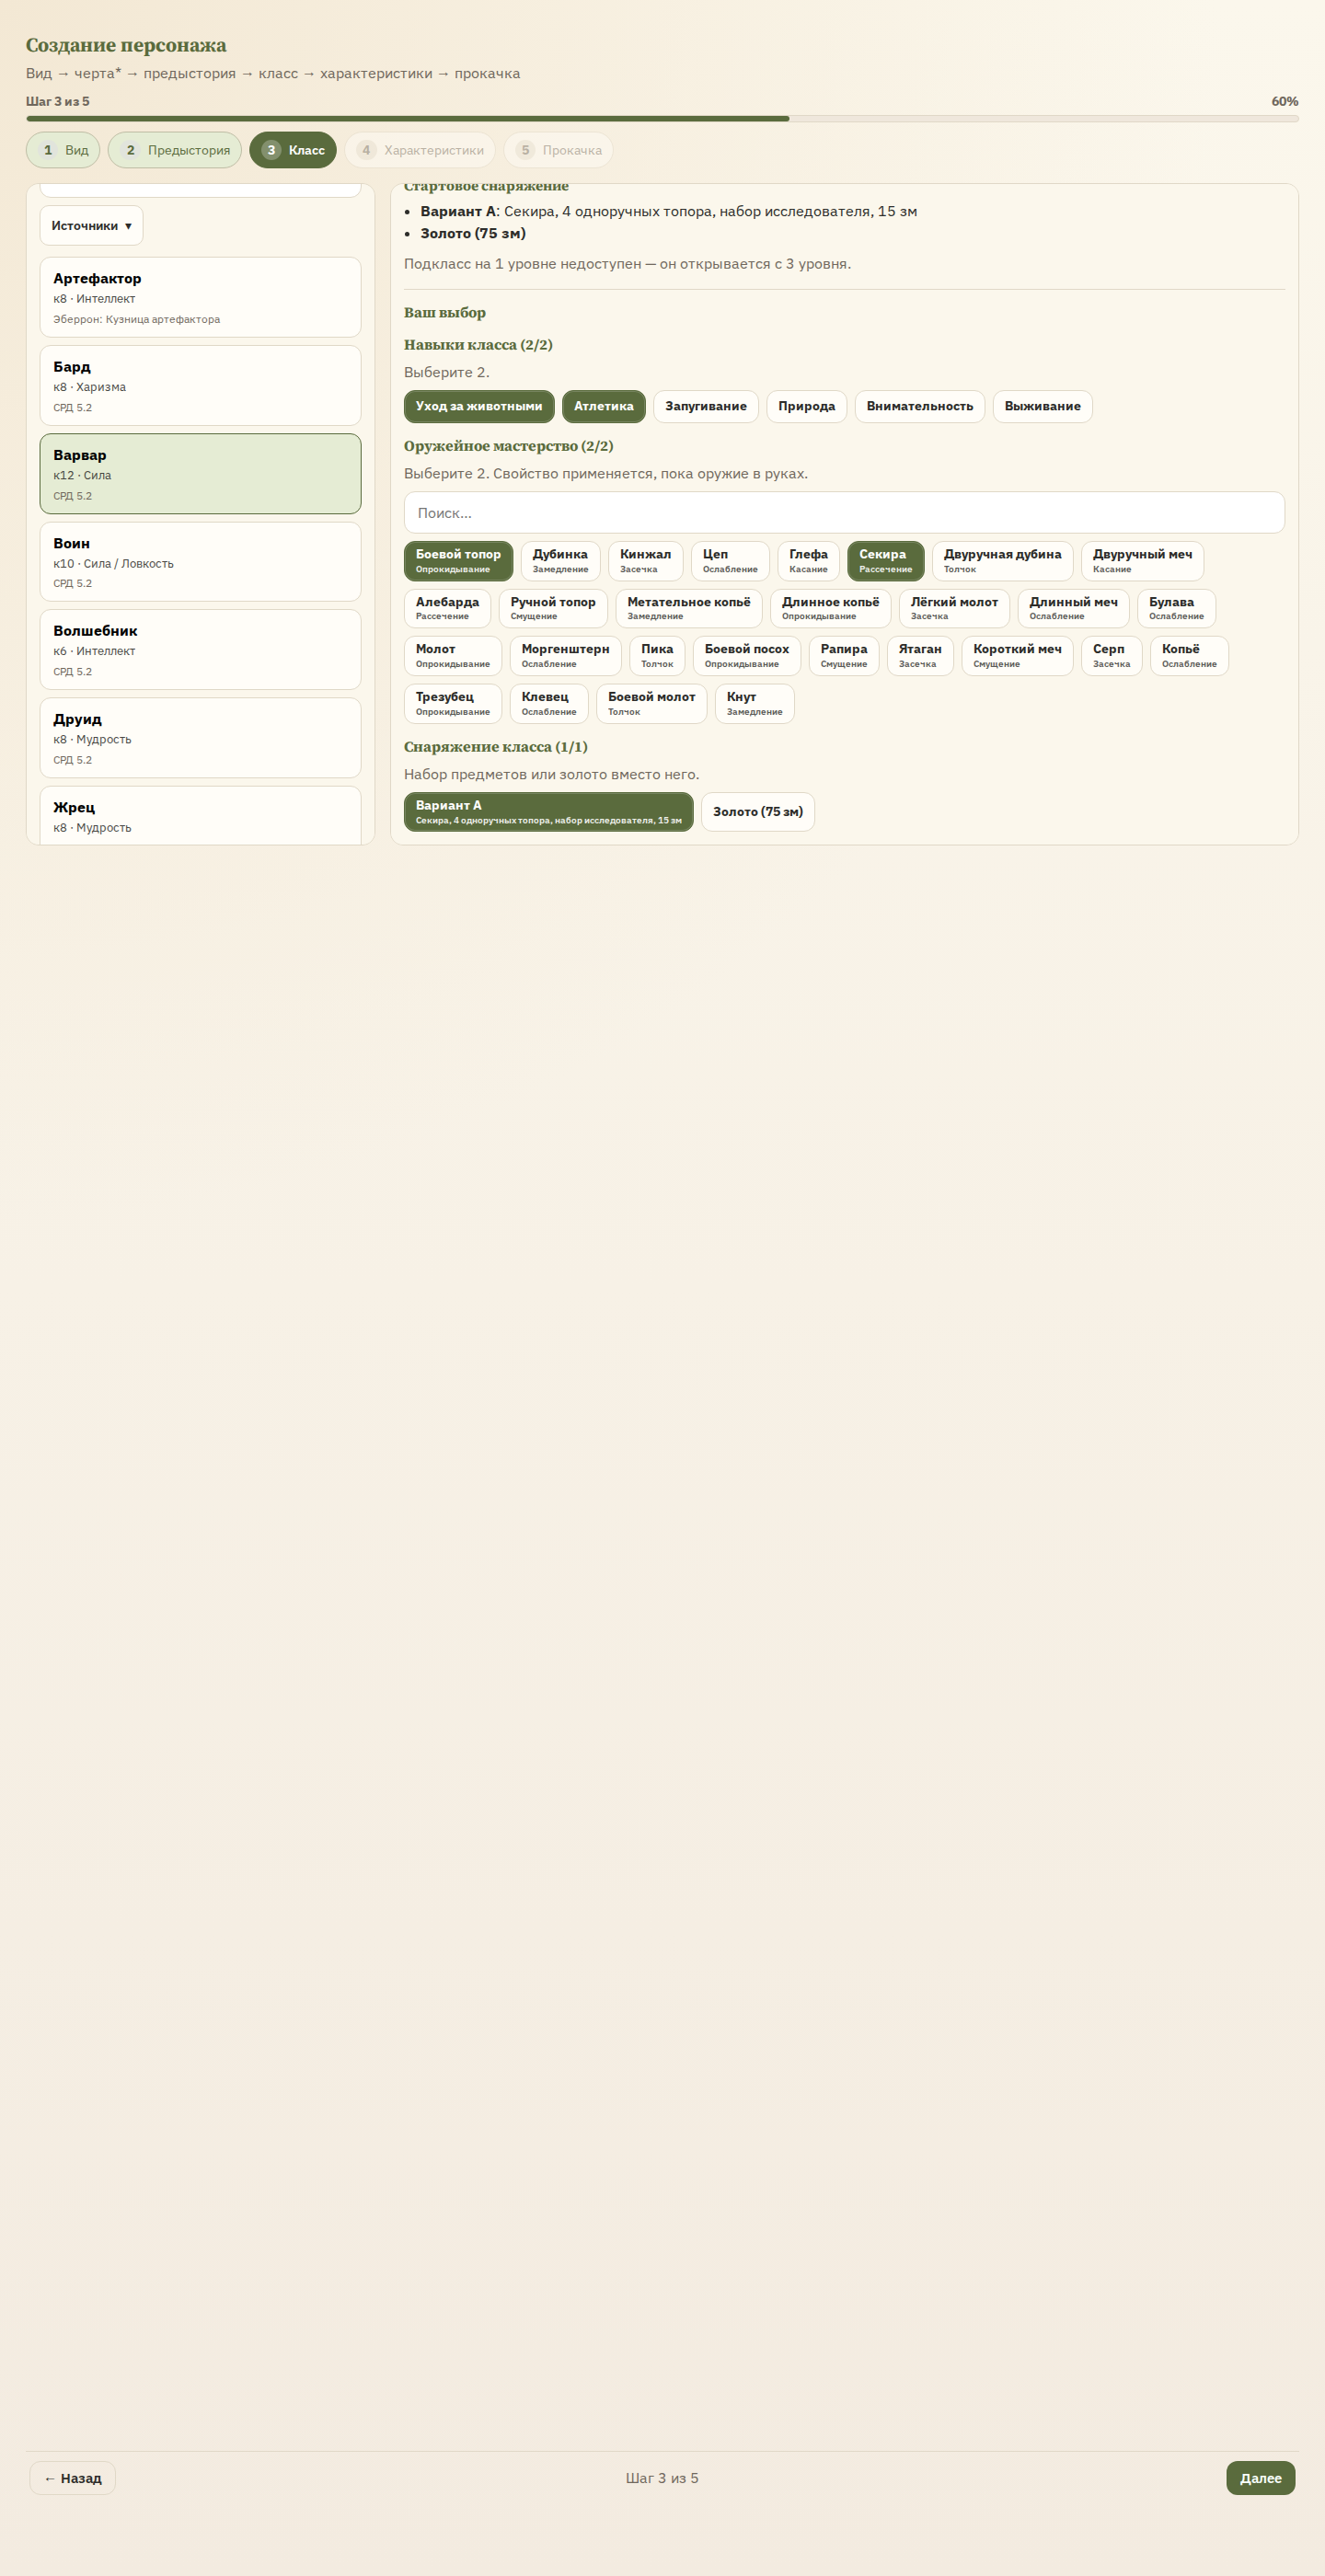 Создание персонажа
Вид → черта* → предыстория → класс → характеристики → прокачка
Шаг 3 из 5
60%
1 Вид
2 Предыстория
3 Класс
4 Характеристики
5 Прокачка
Источники ▾
Артефактор
к8 · Интеллект
Эберрон: Кузница артефактора
Бард
к8 · Харизма
СРД 5.2
Варвар
к12 · Сила
СРД 5.2
Воин
к10 · Сила / Ловкость
СРД 5.2
Волшебник
к6 · Интеллект
СРД 5.2
Друид
к8 · Мудрость
СРД 5.2
Жрец
к8 · Мудрость
Стартовое снаряжение
• Вариант А: Секира, 4 одноручных топора, набор исследователя, 15 зм
• Золото (75 зм)
Подкласс на 1 уровне недоступен — он открывается с 3 уровня.
Ваш выбор
Навыки класса (2/2)
Выберите 2.
Уход за животными
Атлетика
Запугивание
Природа
Внимательность
Выживание
Оружейное мастерство (2/2)
Выберите 2. Свойство применяется, пока оружие в руках.
Поиск...
Боевой топор
Опрокидывание
Дубинка
Замедление
Кинжал
Засечка
Цеп
Ослабление
Глефа
Касание
Секира
Рассечение
Двуручная дубина
Толчок
Двуручный меч
Касание
Алебарда
Рассечение
Ручной топор
Смущение
Метательное копьё
Замедление
Длинное копьё
Опрокидывание
Лёгкий молот
Засечка
Длинный меч
Ослабление
Булава
Ослабление
Молот
Опрокидывание
Моргенштерн
Ослабление
Пика
Толчок
Боевой посох
Опрокидывание
Рапира
Смущение
Ятаган
Засечка
Короткий меч
Смущение
Серп
Засечка
Копьё
Ослабление
Трезубец
Опрокидывание
Клевец
Ослабление
Боевой молот
Толчок
Кнут
Замедление
Снаряжение класса (1/1)
Набор предметов или золото вместо него.
Вариант А
Секира, 4 одноручных топора, набор исследователя, 15 зм
Золото (75 зм)
← Назад
Шаг 3 из 5
Далее